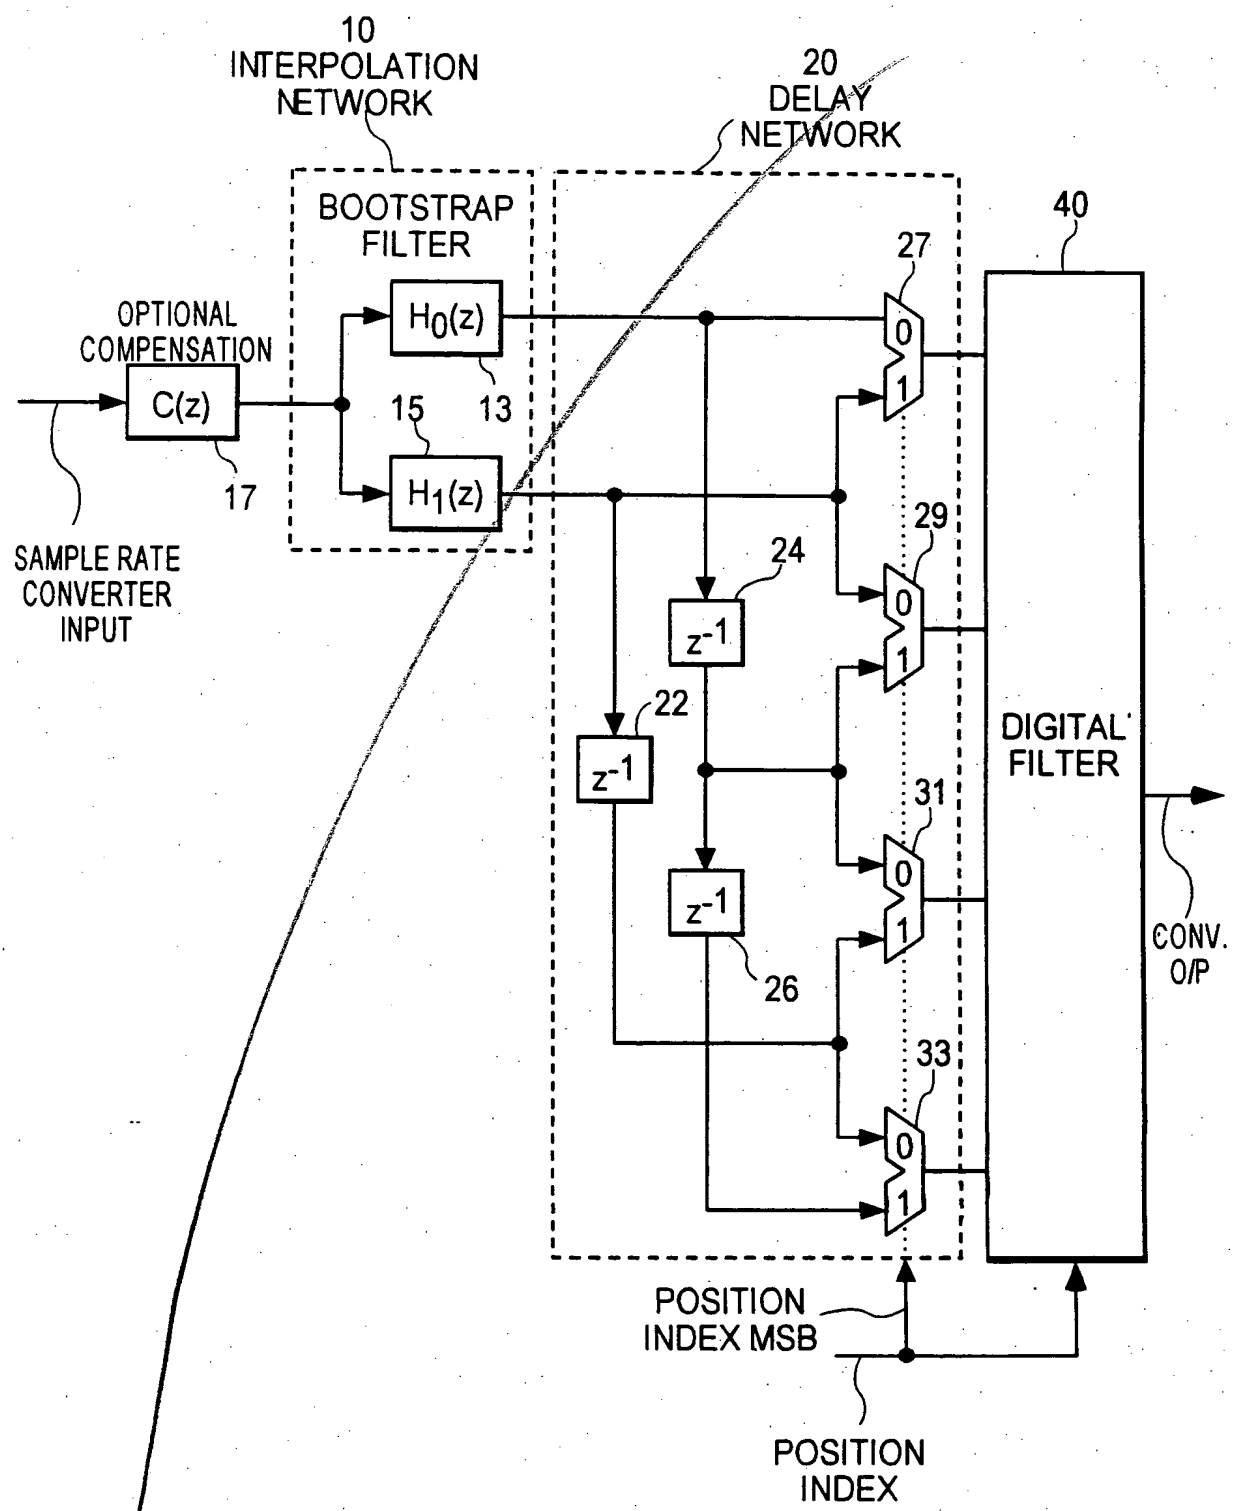 10
INTERPOLATION
NETWORK
20
DELAY
NETWORK
BOOTSTRAP
FILTER
40
27
OPTIONAL
COMPENSATION
H0(z)
0
1
C(z)
15
13
17
H1(z)
SAMPLE RATE
CONVERTER
INPUT
29
24
0
z-1
1
22
z-1
DIGITAL
FILTER
31
0
z-1
1
26
CONV.
O/P
33
0
1
POSITION
INDEX MSB
POSITION
INDEX